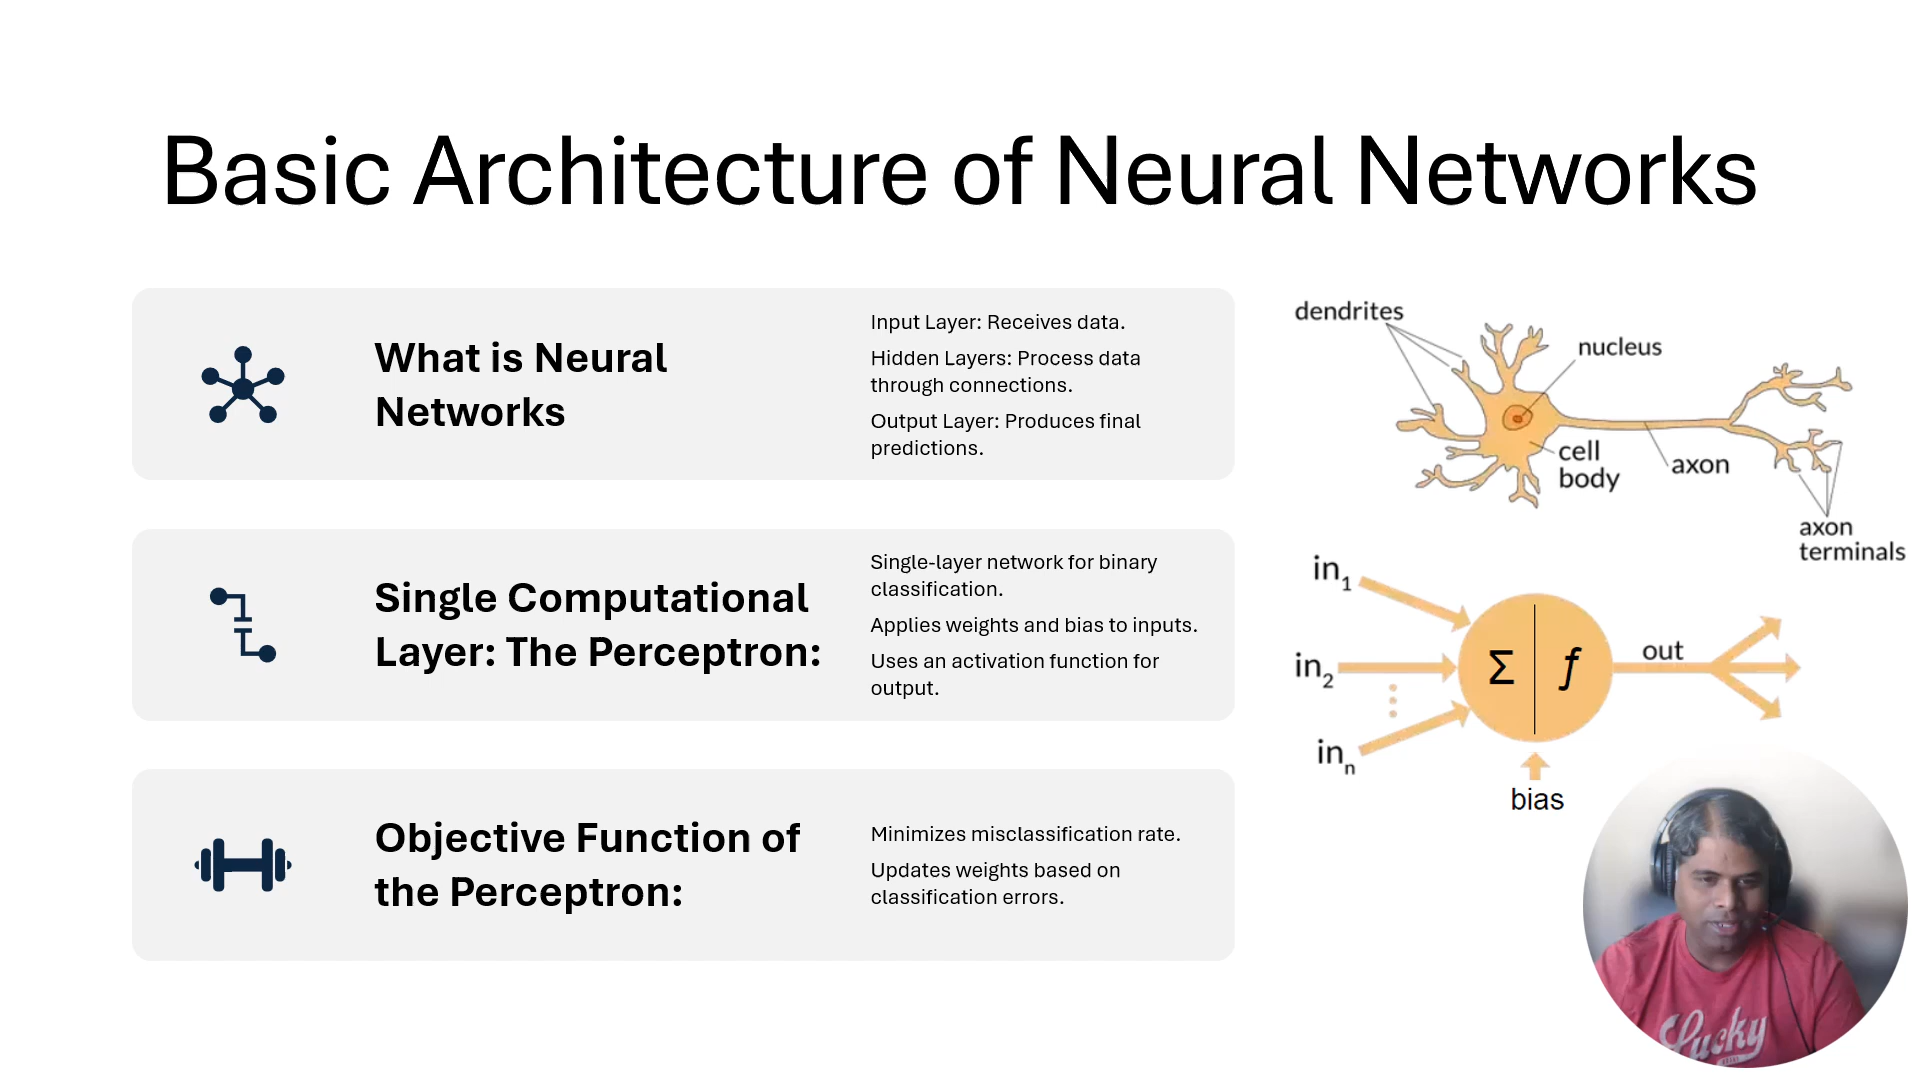 Basic Architecture of Neural Networks
What is Neural
Networks
Input Layer: Receives data.
Hidden Layers: Process data
through connections.
Output Layer: Produces final
predictions.
Single Computational
Layer: The Perceptron:
Single-layer network for binary
classification.
Applies weights and bias to inputs.
Uses an activation function for
output.
Objective Function of
the Perceptron:
Minimizes misclassification rate.
Updates weights based on
classification errors.
dendrites
nucleus
cell
body
axon
axon
terminals
in1
in2
inn
Σ
f
out
bias
Lucky